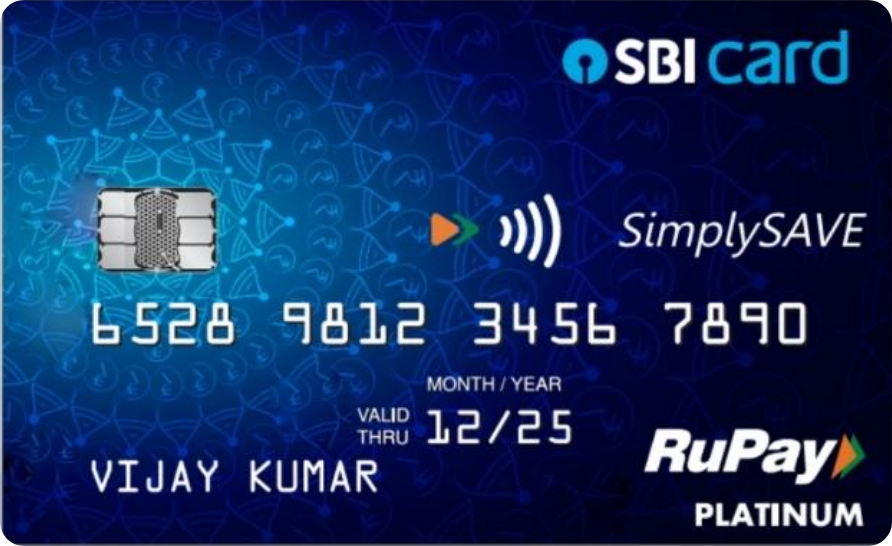 SBI card
SimplySAVE
6528 9812 3456 7890
MONTH / YEAR
VALID THRU 12/25
VIJAY KUMAR
RuPay
PLATINUM